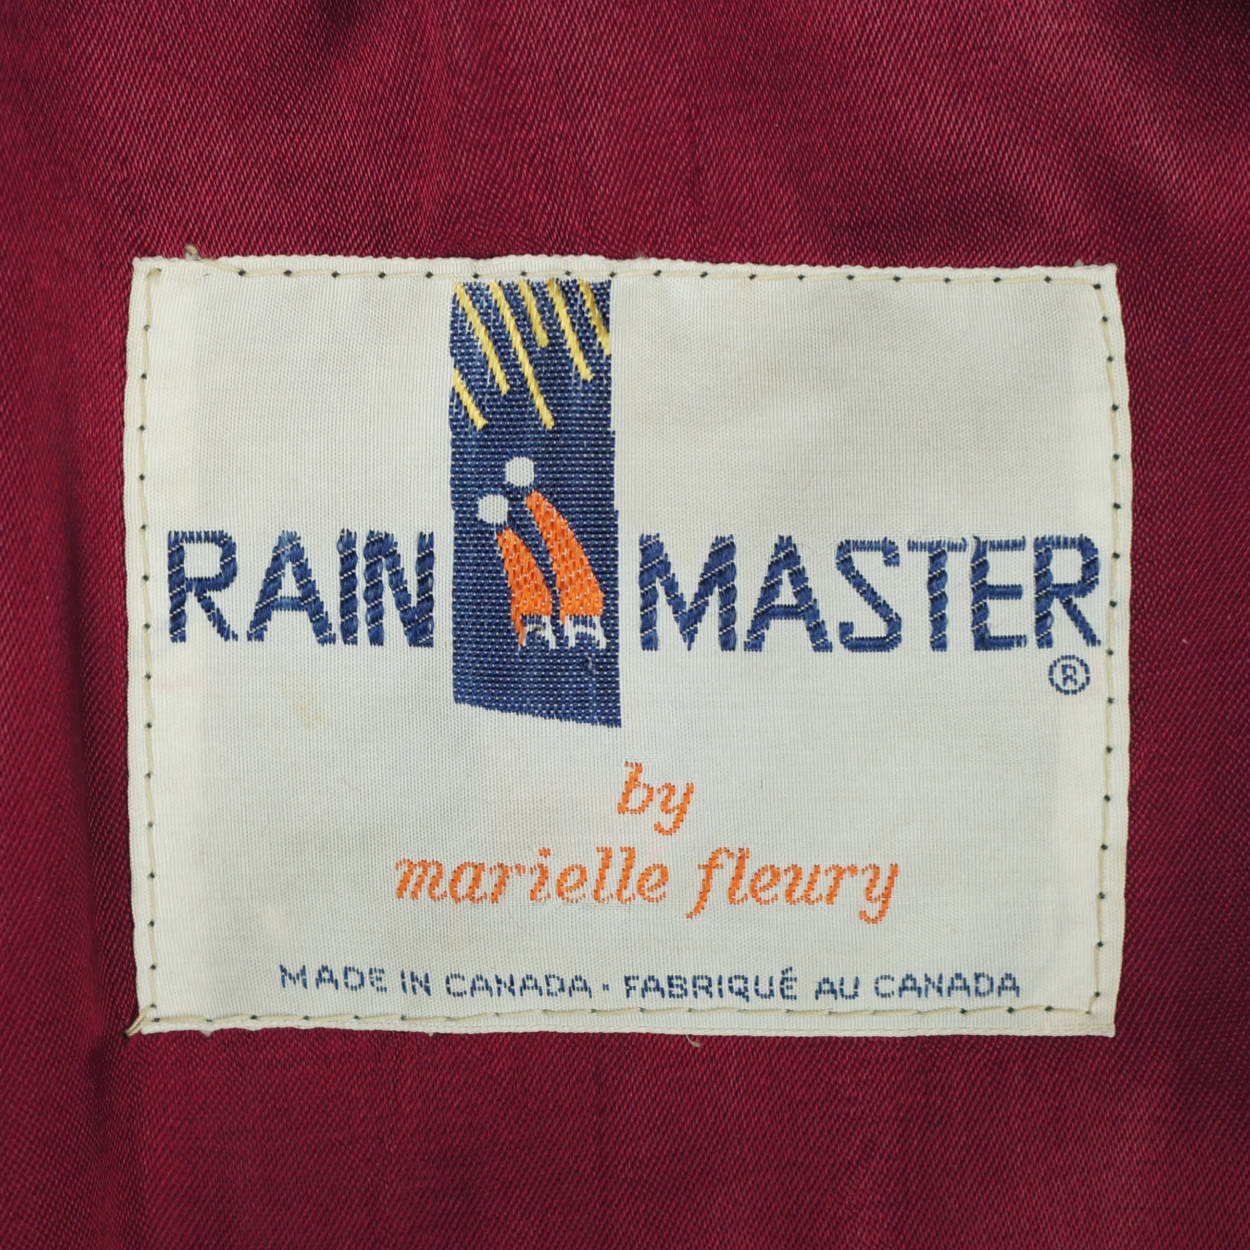 RAIN MASTER
®
by
marielle fleury
MADE IN CANADA · FABRIQUÉ AU CANADA